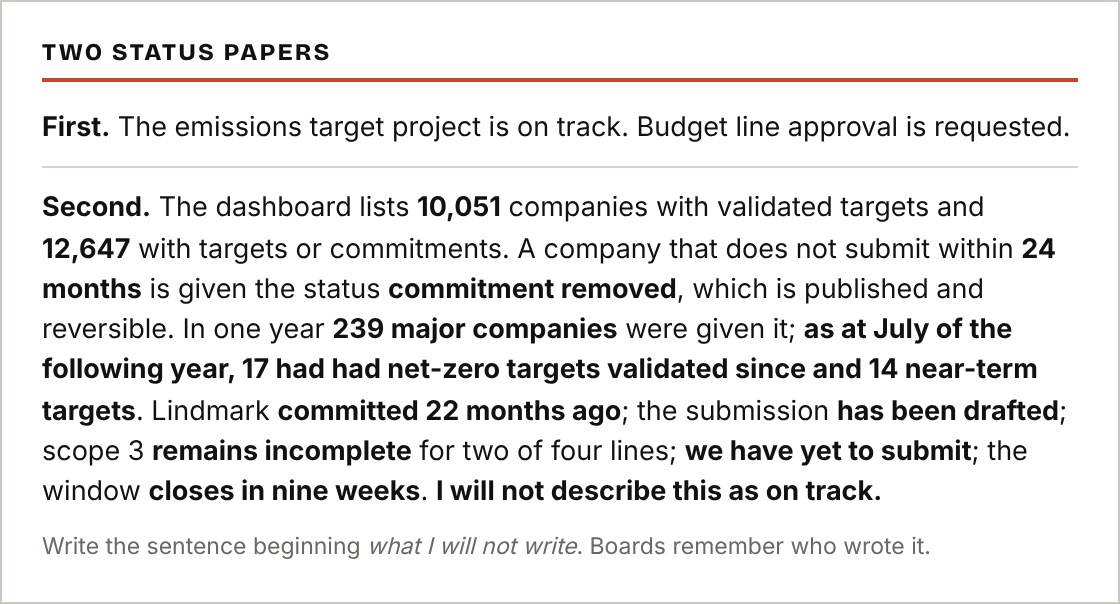 TWO STATUS PAPERS
First. The emissions target project is on track. Budget line approval is requested.
Second. The dashboard lists 10,051 companies with validated targets and
12,647 with targets or commitments. A company that does not submit within 24
months is given the status commitment removed, which is published and
reversible. In one year 239 major companies were given it; as at July of the
following year, 17 had had net-zero targets validated since and 14 near-term
targets. Lindmark committed 22 months ago; the submission has been drafted;
scope 3 remains incomplete for two of four lines; we have yet to submit; the
window closes in nine weeks. I will not describe this as on track.
Write the sentence beginning what I will not write. Boards remember who wrote it.